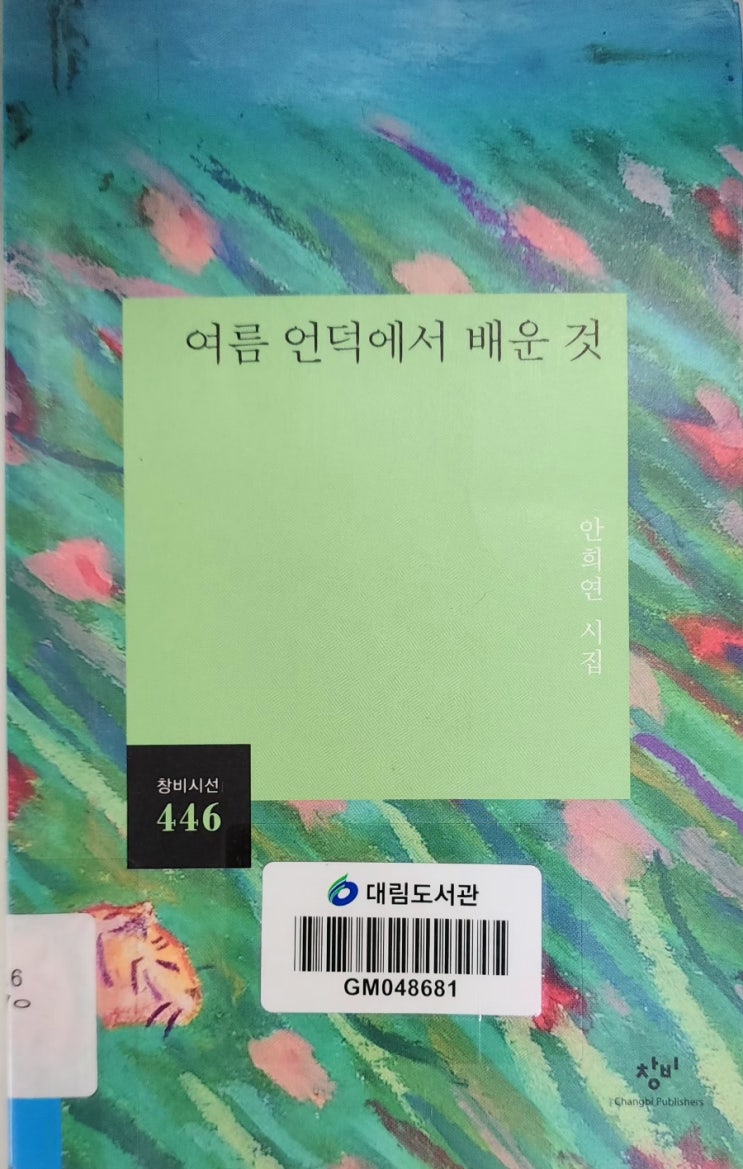 여름 언덕에서 배운 것
안희연 시집
창비시선
446
대림도서관
GM048681
6
창비
Changbi Publishers